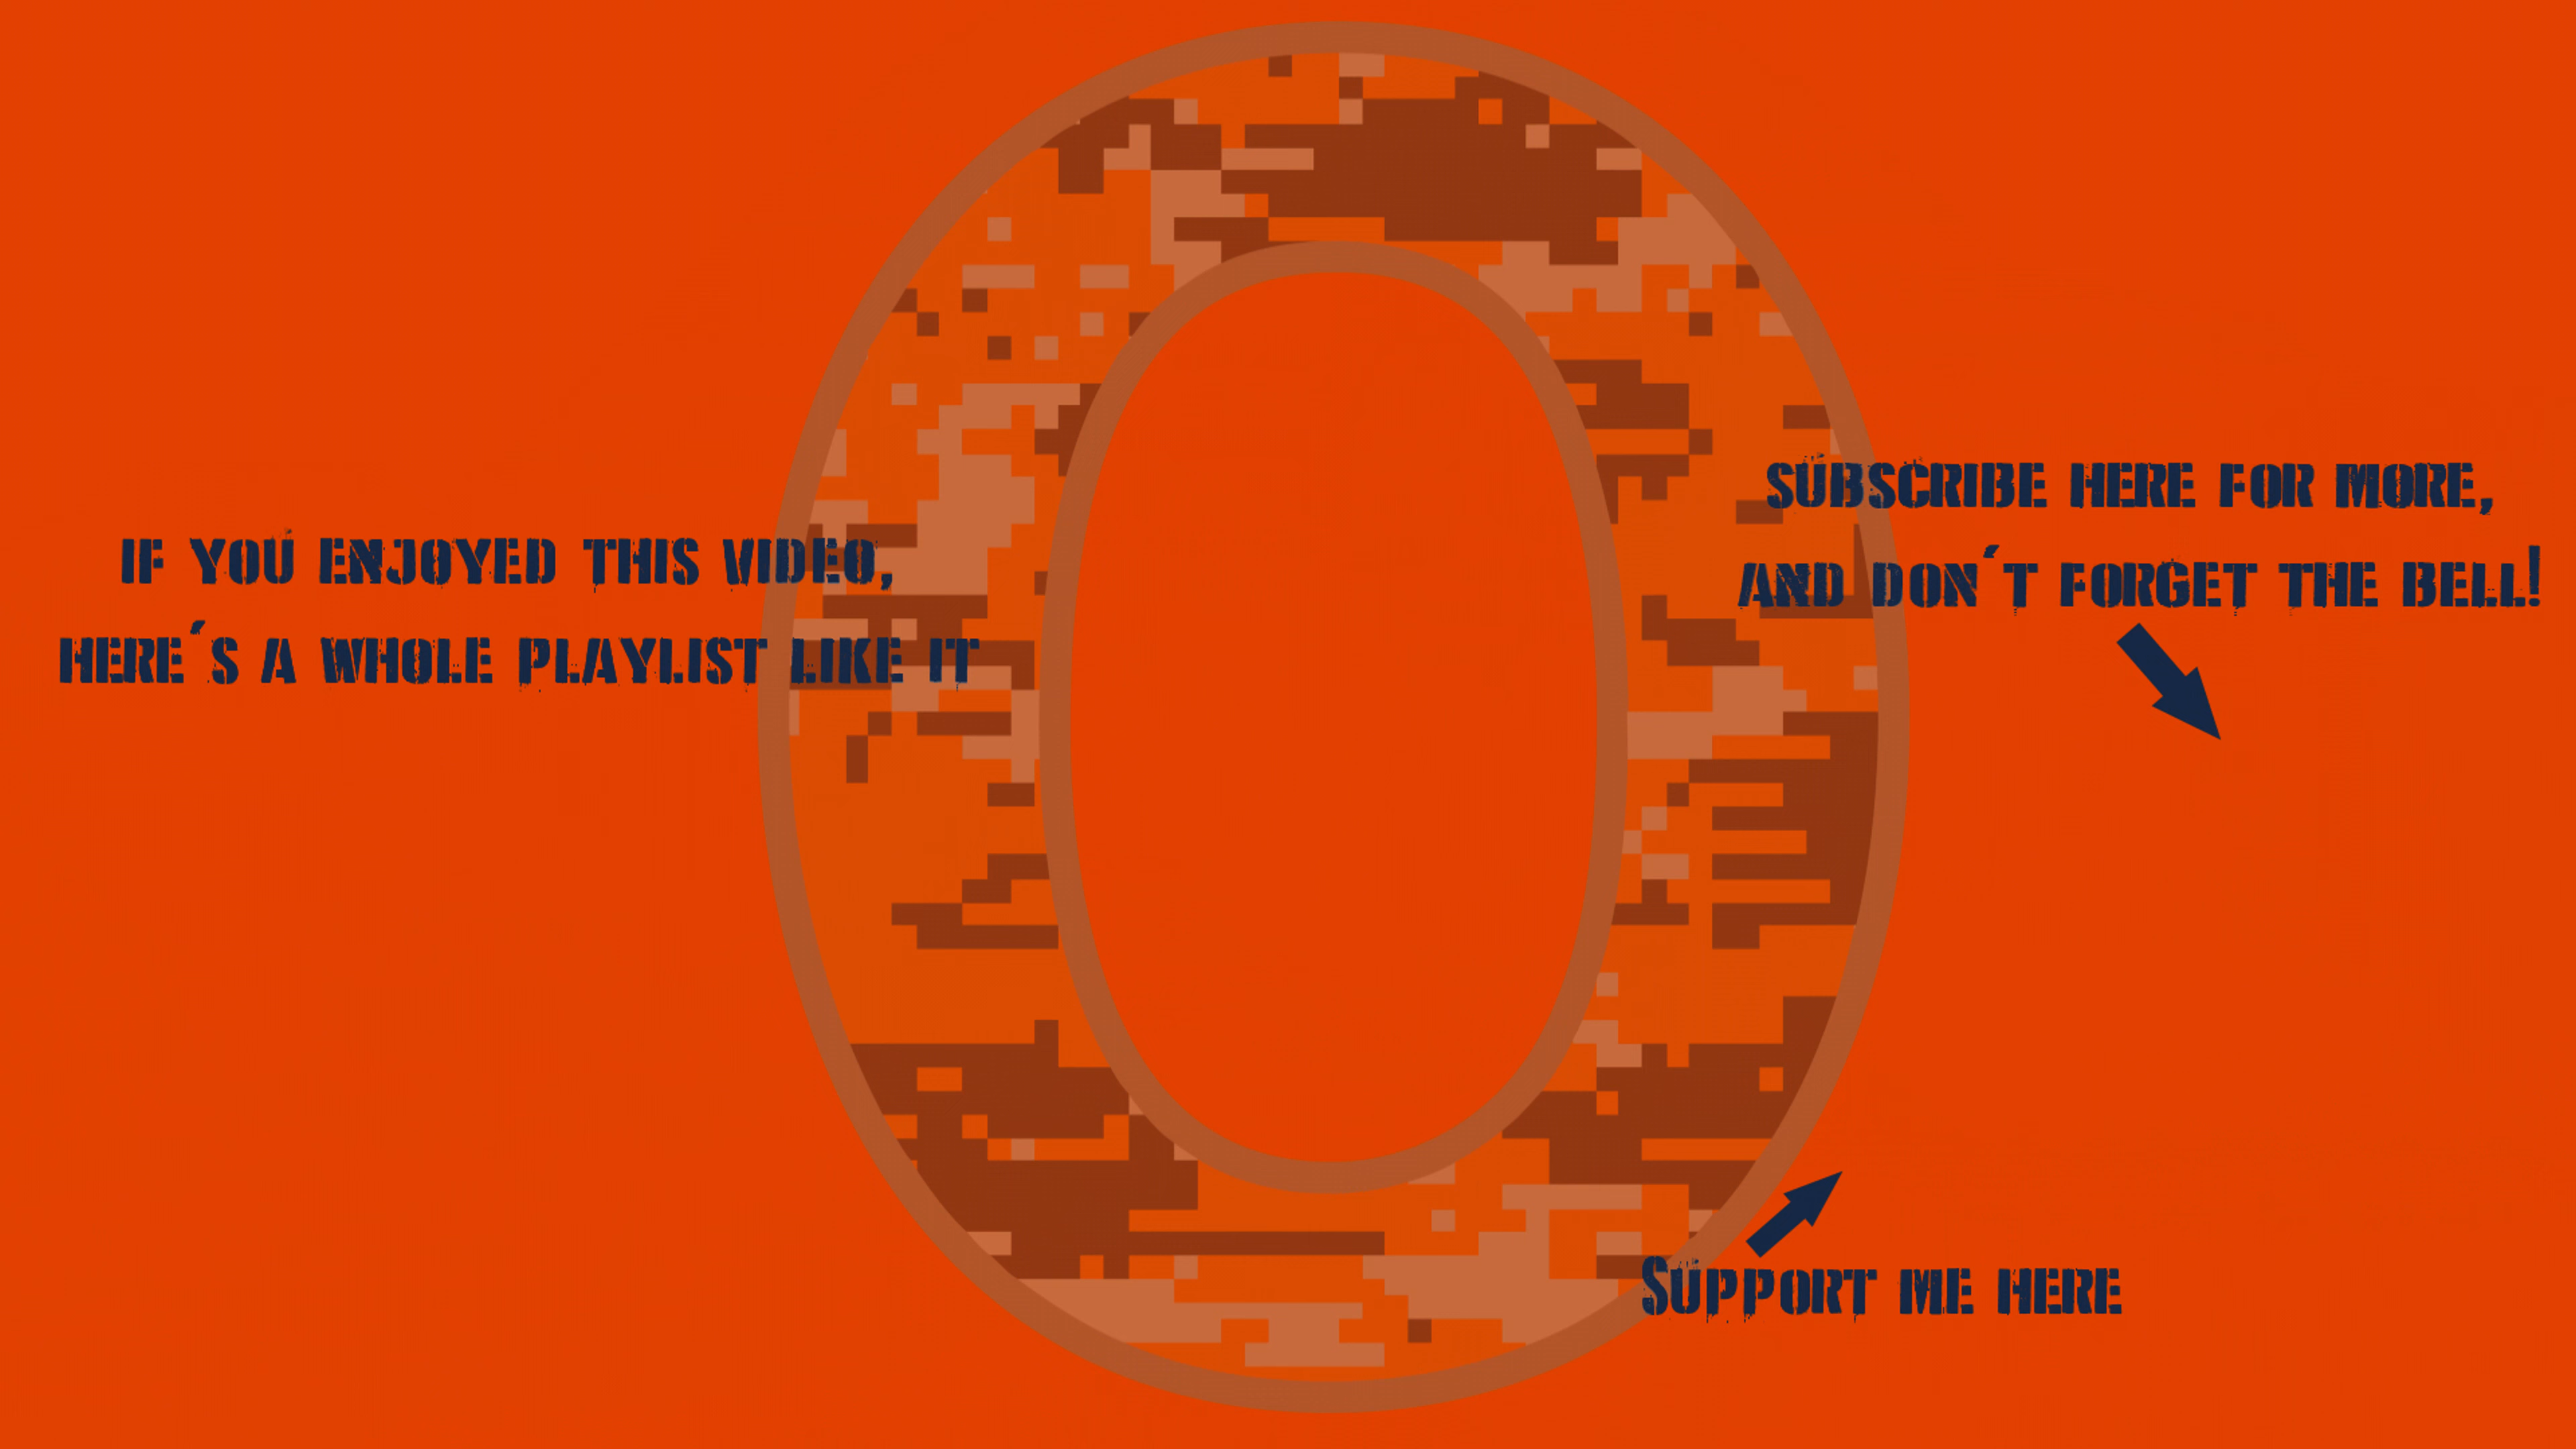 IF YOU ENJOYED THIS VIDEO,
HERE´S A WHOLE PLAYLIST LIKE IT
SUBSCRIBE HERE FOR MORE,
AND DON´T FORGET THE BELL!
SUPPORT ME HERE
O